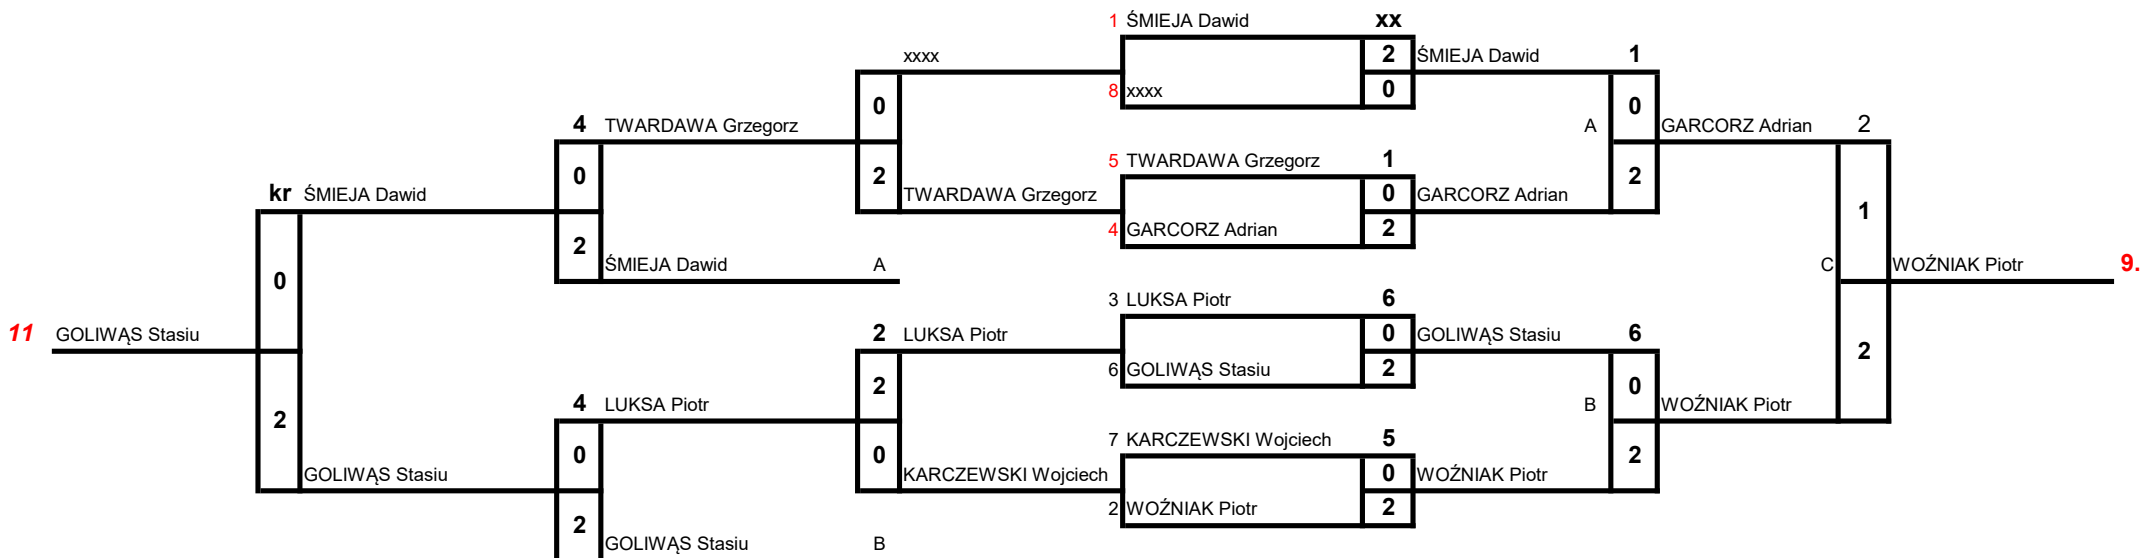 1 ŚMIEJA Dawid xx
xxxx 2 ŚMIEJA Dawid 1
8 xxxx 0
0 0
4 TWARDAWA Grzegorz A GARCORZ Adrian 2
5 TWARDAWA Grzegorz 1
0 2 2
kr ŚMIEJA Dawid TWARDAWA Grzegorz 0 GARCORZ Adrian
1
4 GARCORZ Adrian 2
2
ŚMIEJA Dawid A C WOŹNIAK Piotr 9.
0
3 LUKSA Piotr 6
11 GOLIWĄS Stasiu 2 LUKSA Piotr 0 GOLIWĄS Stasiu 6
2
6 GOLIWĄS Stasiu 2
2 0
4 LUKSA Piotr B WOŹNIAK Piotr
2
7 KARCZEWSKI Wojciech 5
0 0 2
GOLIWĄS Stasiu KARCZEWSKI Wojciech 0 WOŹNIAK Piotr
2 WOŹNIAK Piotr 2
2
GOLIWĄS Stasiu B